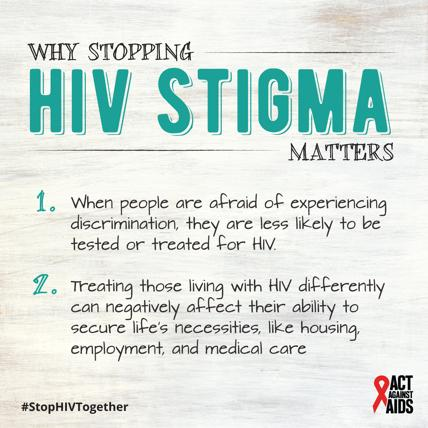 WHY STOPPING
HIV STIGMA
MATTERS
1. When people are afraid of experiencing
discrimination, they are less likely to be
tested or treated for HIV.
2. Treating those living with HIV differently
can negatively affect their ability to
secure life's necessities, like housing,
employment, and medical care
#StopHIVTogether
ACT
AGAINST
AIDS